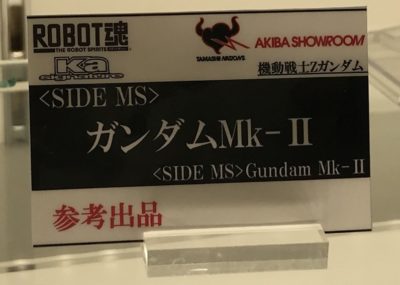 ROBOT魂
THE ROBOT SPIRITS
Ka signature
TAMASHII NATIONS
AKIBA SHOWROOM
機動戦士Zガンダム
<SIDE MS>
ガンダムMk-Ⅱ
<SIDE MS>Gundam Mk-Ⅱ
参考出品